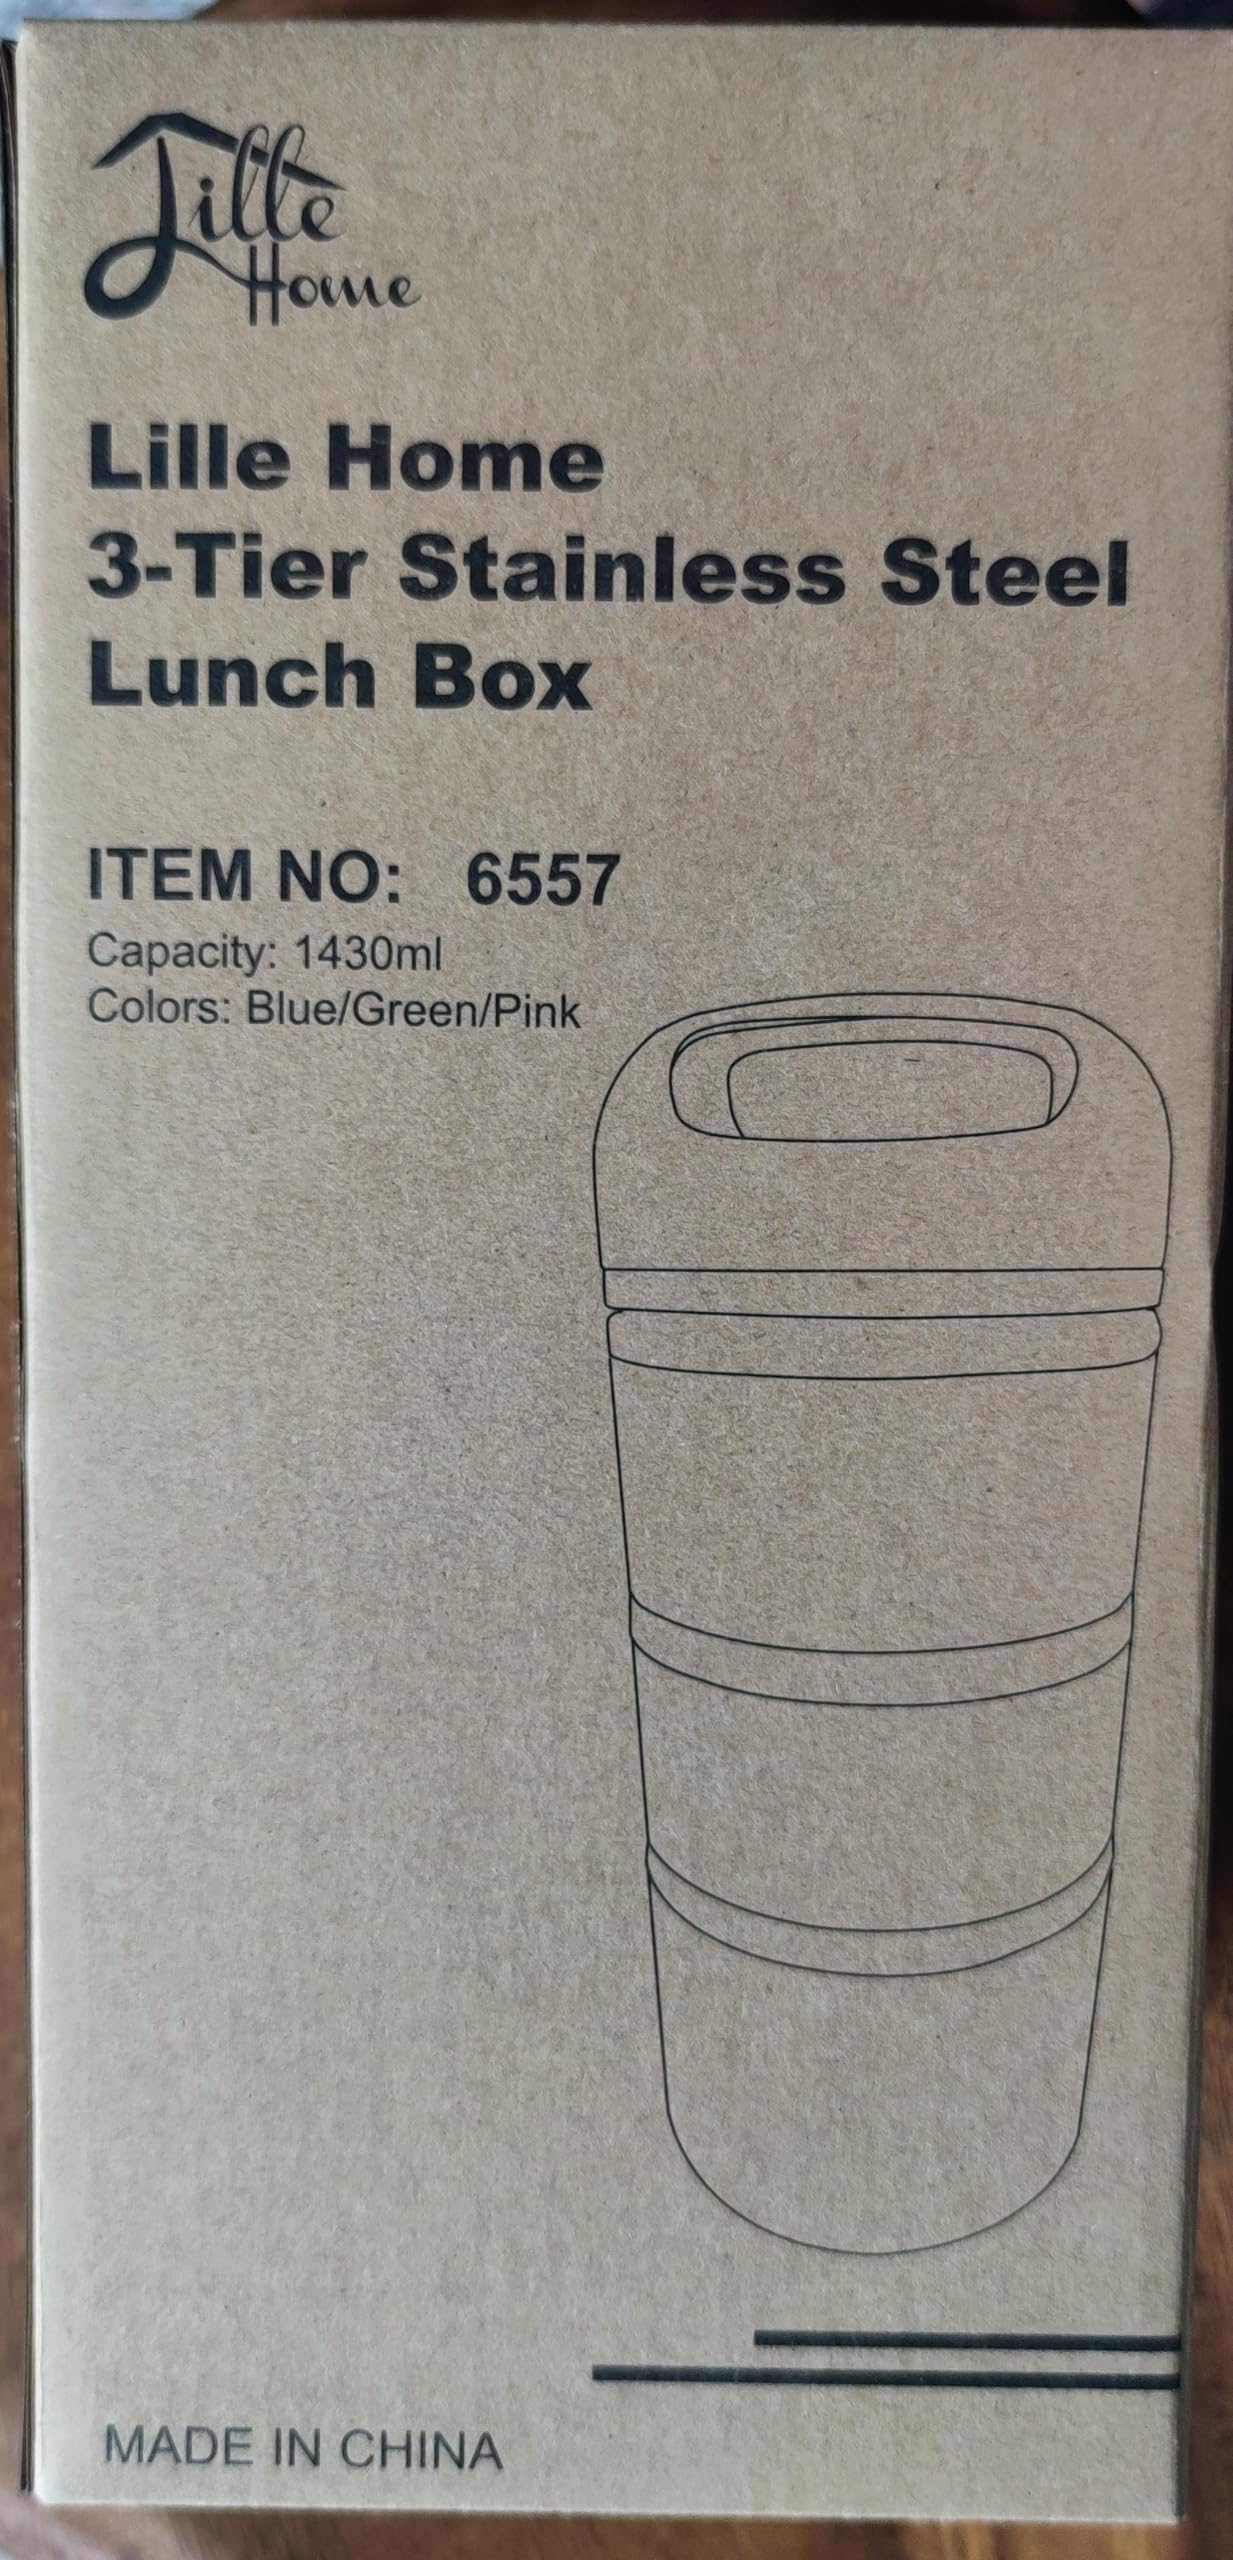 Lille
Home
Lille Home
3-Tier Stainless Steel
Lunch Box
ITEM NO: 6557
Capacity: 1430ml
Colors: Blue/Green/Pink
MADE IN CHINA